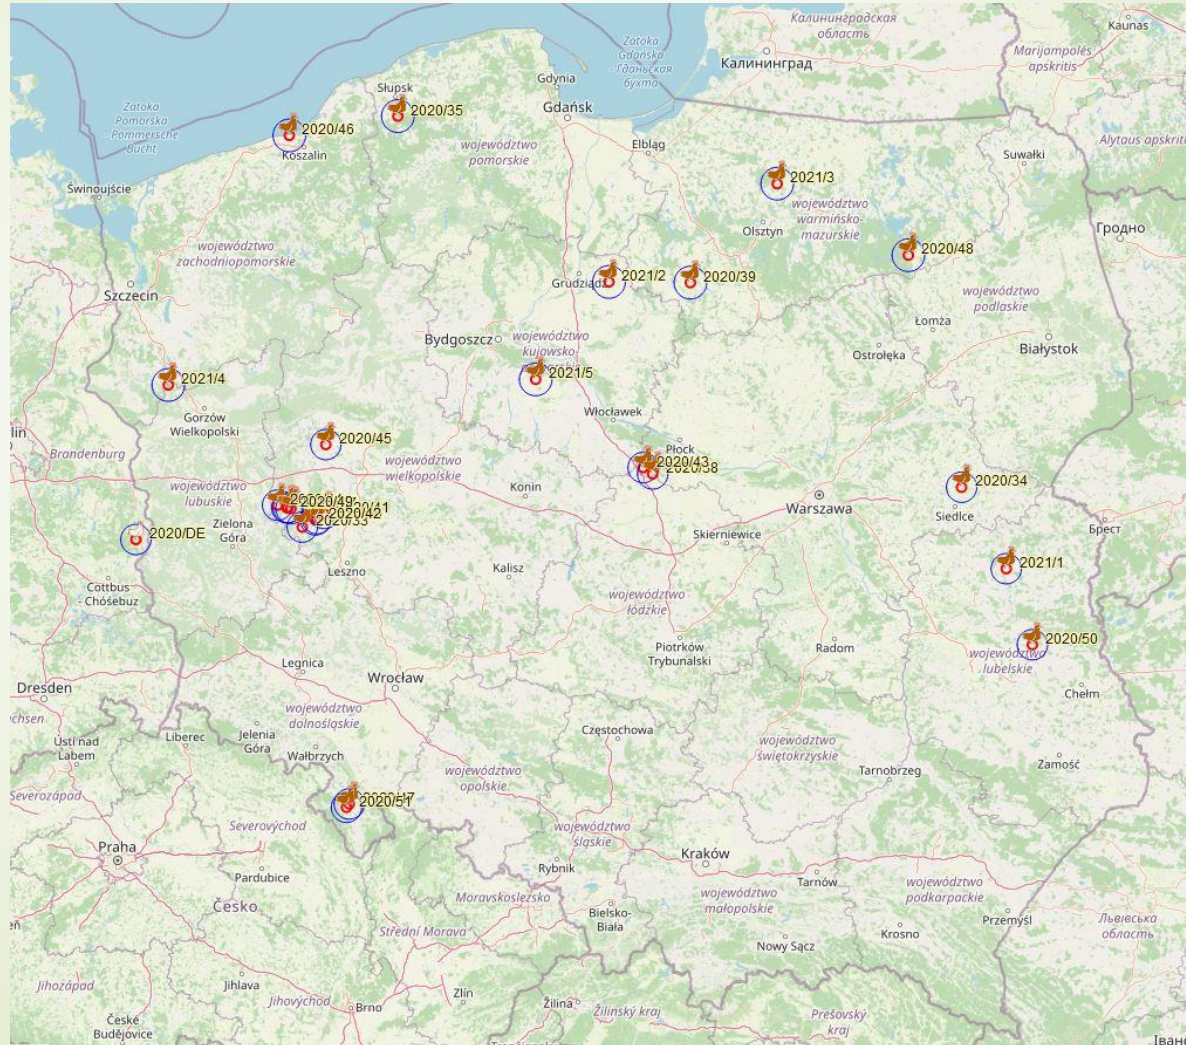 Калининградская
область
Kaunas
Zatoka
Gdańska
- Гданьская
бухта
Калининград
Marijampolės
apskritis
Gdynia
Słupsk
2020/35
Gdańsk
Zatoka
Pomorska
- Pommersche
Bucht
2020/46
Koszalin
województwo
pomorskie
Elbląg
Alytaus apskriti
Suwałki
2021/3
Świnoujście
województwo
warmińsko-
mazurskie
Olsztyn
Гродно
województwo
zachodniopomorskie
2020/48
Szczecin
2021/2
Grudziądz
2020/39
województwo
podlaskie
Łomża
Bydgoszcz
województwo
kujawsko-
Ostrołęka
Białystok
2021/4
2021/5
Gorzów
Wielkopolski
Włocławek
lin
Brandenburg
2020/45
Płock
województwo
wielkopolskie
2020/43
2020/38
województwo
lubuskie
Konin
2020/34
Warszawa
Siedlce
2020/49
2020/42
2020/33
Zielona
Góra
2020/DE
Skierniewice
Брест
Leszno
Kalisz
2021/1
Cottbus
- Chóśebuz
województwo
łódzkie
Piotrków
Trybunalski
Radom
2020/50
województwo
lubelskie
Legnica
Wrocław
Chełm
Dresden
chsen
województwo
dolnośląskie
Jelenia
Góra
Liberec
Ústí nad
Labem
Wałbrzych
Częstochowa
województwo
świętokrzyskie
Zamość
Tarnobrzeg
województwo
opolskie
Severozápad
2020/51
Severovýchod
województwo
śląskie
Praha
Kraków
Rybnik
Pardubice
Tarnów
województwo
podkarpackie
Česko
Moravskoslezsko
województwo
małopolskie
Bielsko-
Biała
Przemyśl
Львівська
область
Střední Morava
Krosno
Nowy Sącz
Jihozápad
Jihlava
Jihovýchod
Brno
Zlín
Žilina
Žilinský kraj
Prešovský
kraj
České
Budějovice